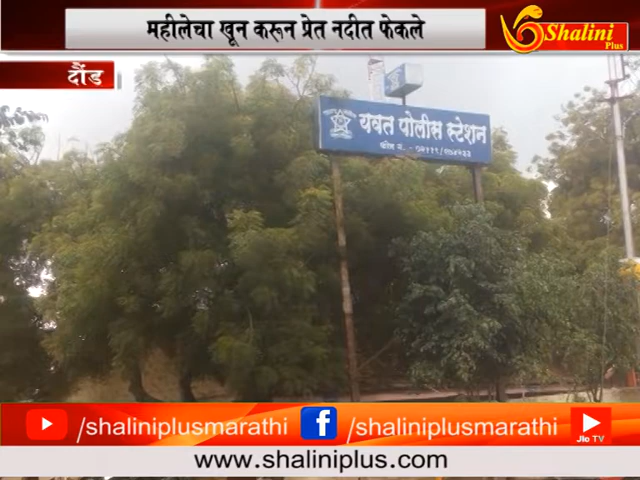 महीलेचा खून करून प्रेत नदीत फेकले
Shalini
Plus
दौंड
यवत पोलीस स्टेशन
फोन नं. -
/shaliniplusmarathi
/shaliniplusmarathi
Jio TV
www.shaliniplus.com